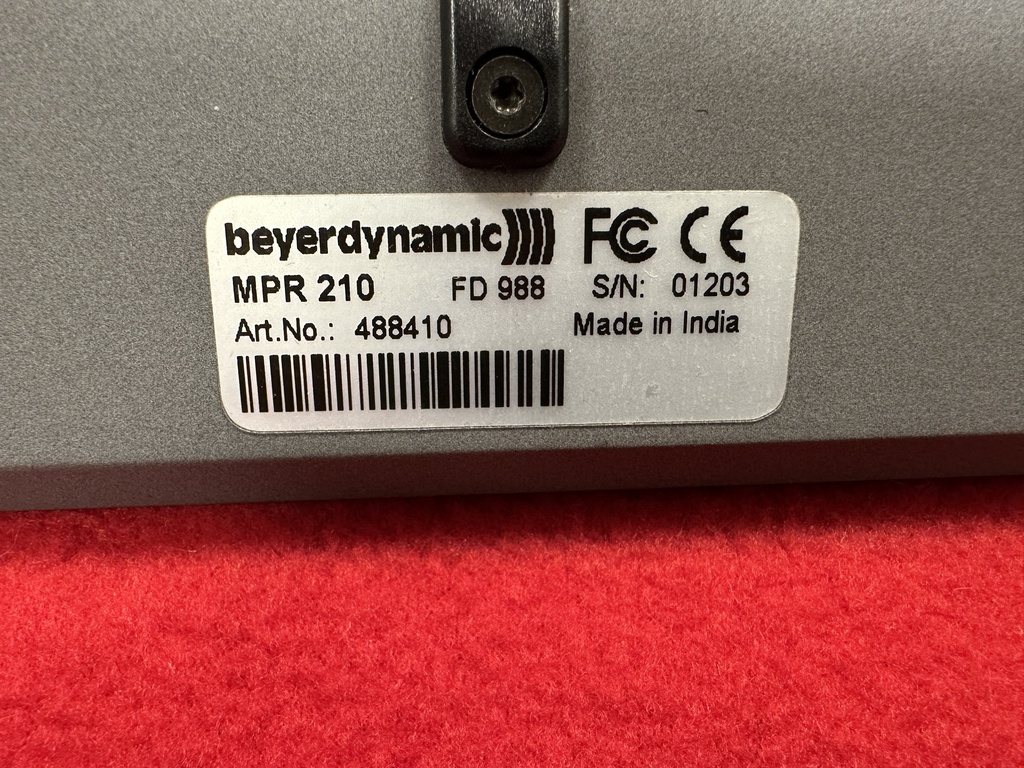 beyerdynamic FC CE
MPR 210 FD 988 S/N: 01203
Art.No.: 488410 Made in India